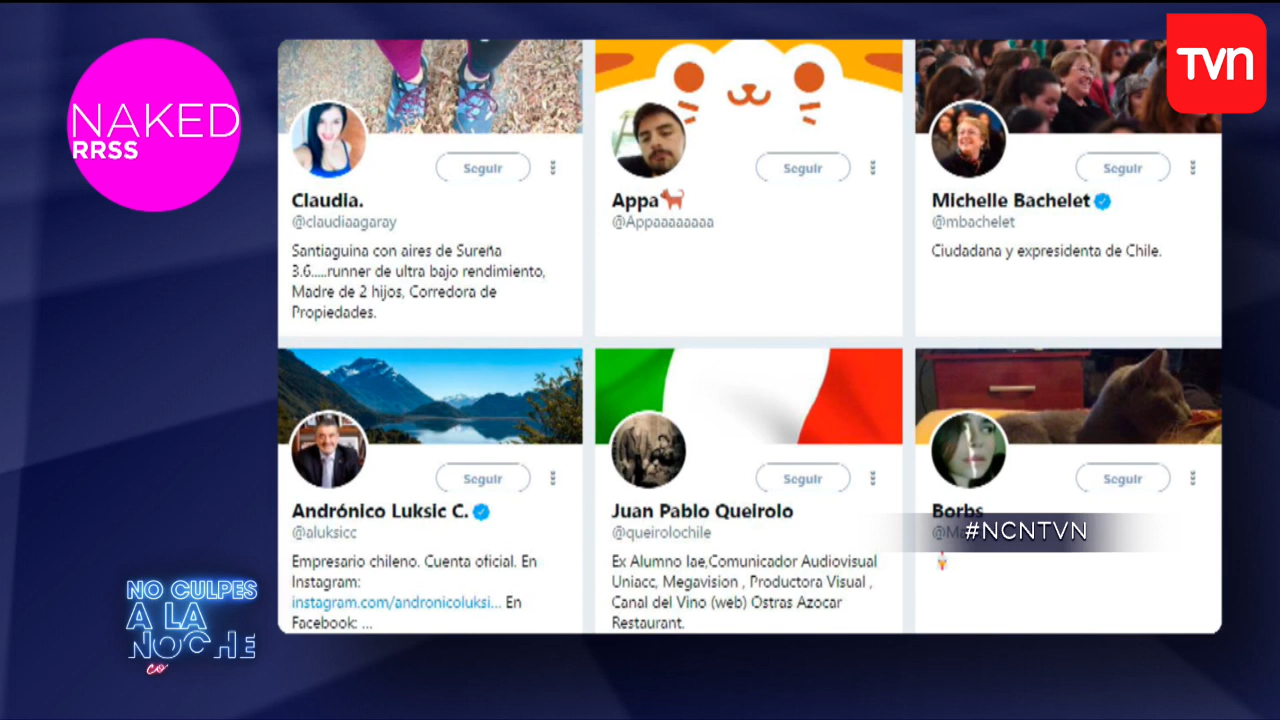 NAKED
RRSS
TVN
Seguir
Claudia.
@claudiaagaray
Santiaguina con aires de Sureña
3.6.....runner de ultra bajo rendimiento,
Madre de 2 hijos, Corredora de
Propiedades.
Seguir
Appa
@Appaaaaaaaa
Seguir
Michelle Bachelet
@mbachelet
Ciudadana y expresidenta de Chile.
Seguir
Andrónico Luksic C.
@aluksicc
Empresario chileno. Cuenta oficial. En
Instagram:
instagram.com/andronicoluksi... En
Facebook: ...
Seguir
Juan Pablo Queirolo
@queirolochile
Ex Alumno Iae,Comunicador Audiovisual
Uniacc, Megavision , Productora Visual ,
Canal del Vino (web) Ostras Azocar
Restaurant.
Seguir
Borbs
#NCNTVN
NO CULPES
A LA
NOCHE
co